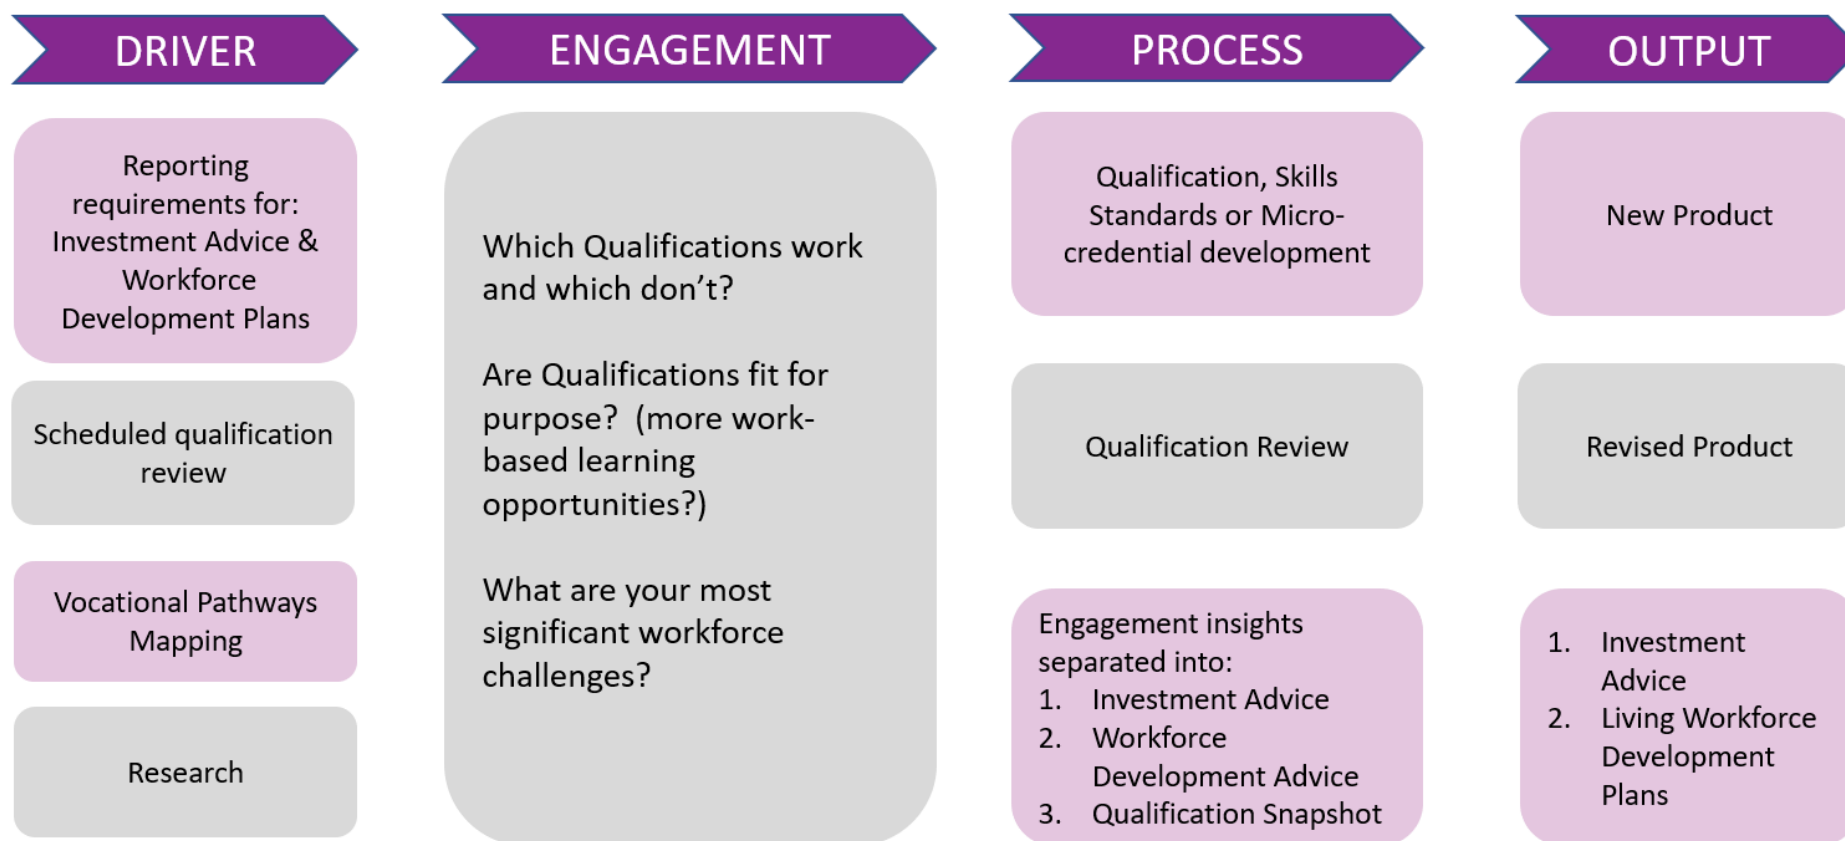 DRIVER
ENGAGEMENT
PROCESS
OUTPUT
Reporting
requirements for:
Investment Advice &
Workforce
Development Plans
Scheduled qualification
review
Vocational Pathways
Mapping
Research
Which Qualifications work
and which don’t?
Are Qualifications fit for
purpose?  (more work-
based learning
opportunities?)
What are your most
significant workforce
challenges?
Qualification, Skills
Standards or Micro-
credential development
Qualification Review
Engagement insights
separated into:
1. Investment Advice
2. Workforce
Development Advice
3. Qualification Snapshot
New Product
Revised Product
1. Investment
Advice
2. Living Workforce
Development
Plans